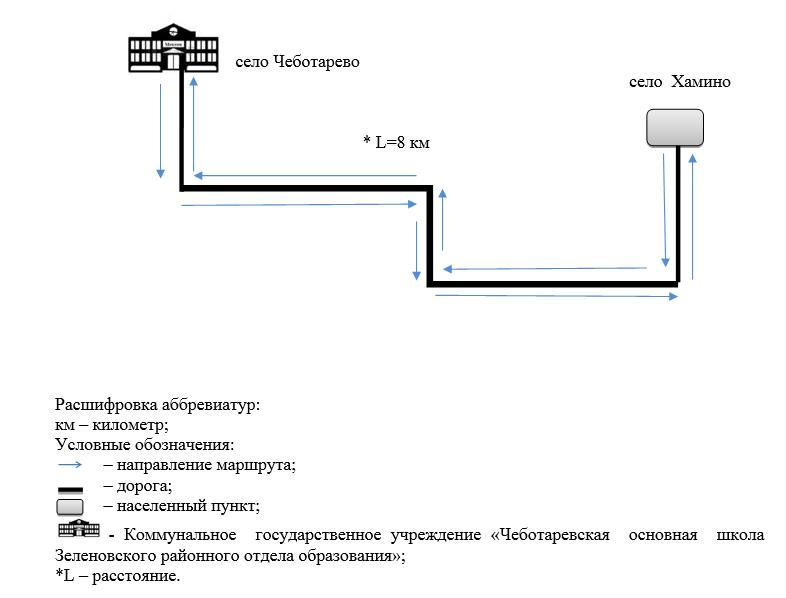 село Чеботарево
село Хамино
* L=8 км
Расшифровка аббревиатур:
км – километр;
Условные обозначения:
– направление маршрута;
– дорога;
– населенный пункт;
- Коммунальное государственное учреждение «Чеботаревская основная школа
Зеленовского районного отдела образования»;
*L – расстояние.